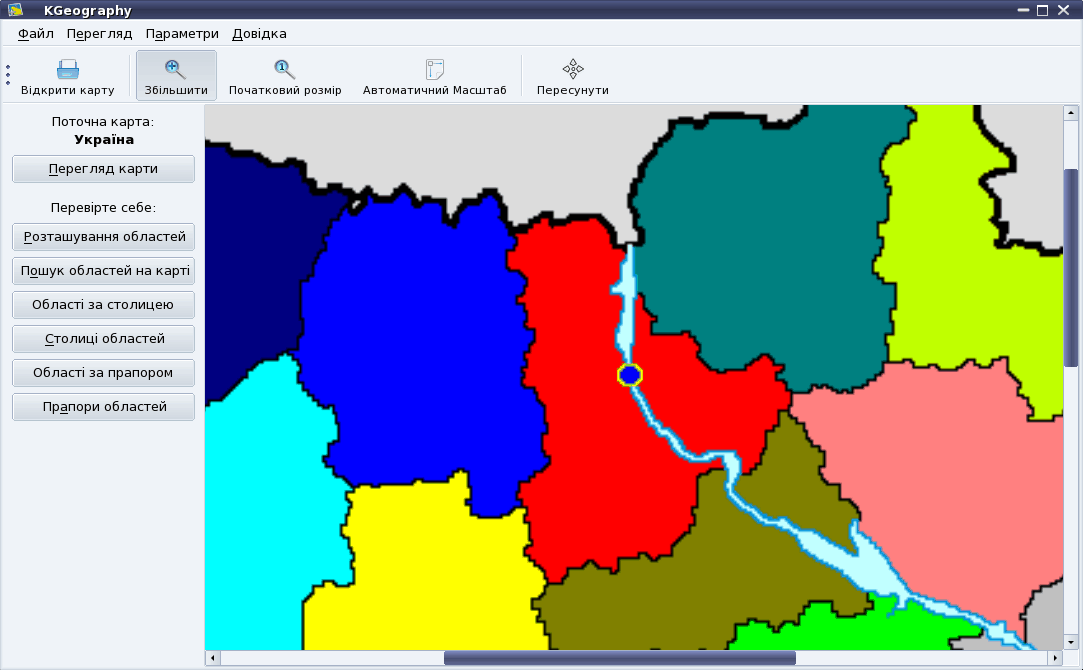 KGeography
Файл Перегляд Параметри Довідка
Відкрити карту Збільшити Початковий розмір Автоматичний Масштаб Пересунути
Поточна карта:
Україна
Перегляд карти
Перевірте себе:
Розташування областей
Пошук областей на карті
Області за столицею
Столиці областей
Області за прапором
Прапори областей